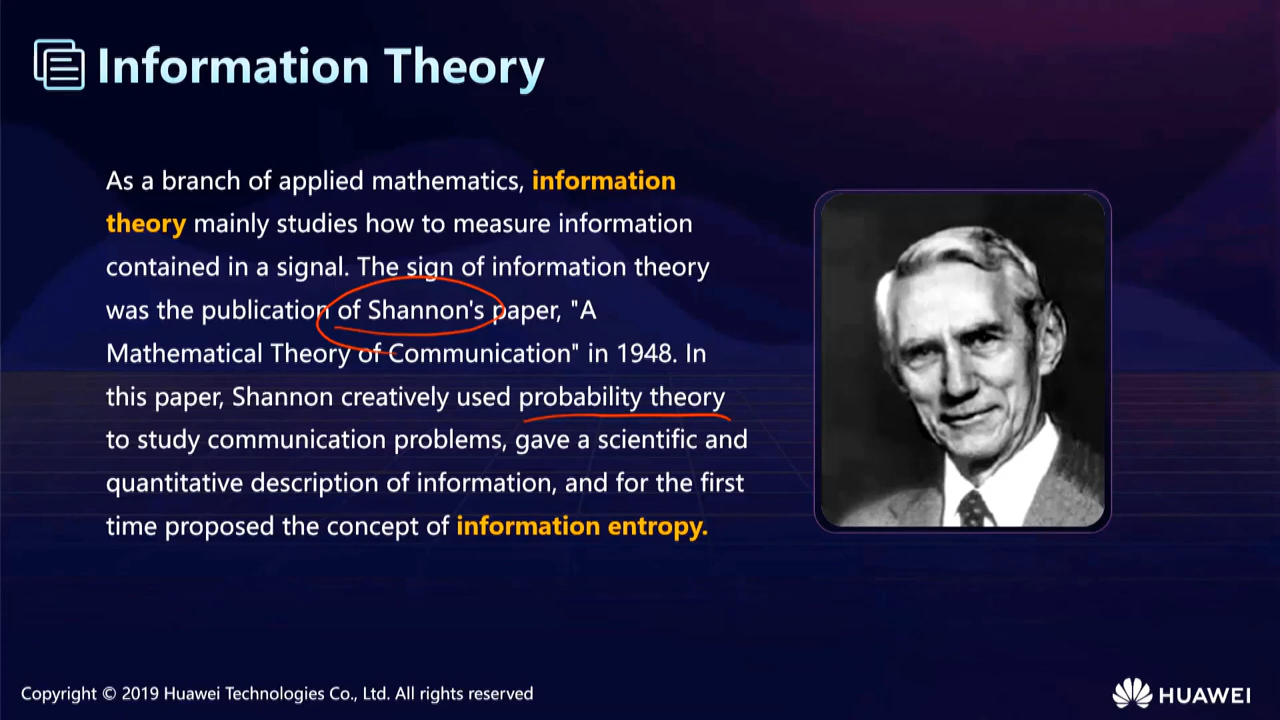 Information Theory
As a branch of applied mathematics, information
theory mainly studies how to measure information
contained in a signal. The sign of information theory
was the publication of Shannon's paper, "A
Mathematical Theory of Communication" in 1948. In
this paper, Shannon creatively used probability theory
to study communication problems, gave a scientific and
quantitative description of information, and for the first
time proposed the concept of information entropy.
Copyright © 2019 Huawei Technologies Co., Ltd. All rights reserved
HUAWEI